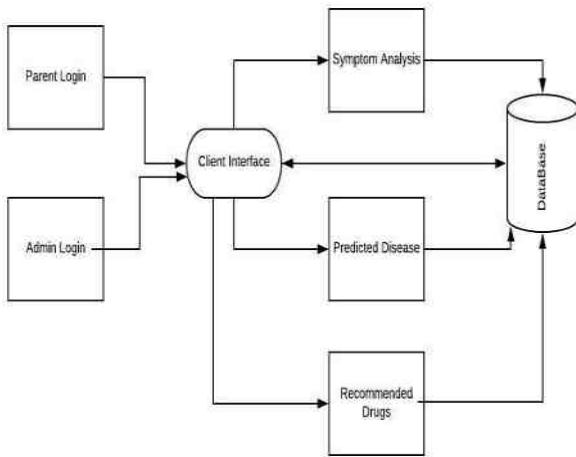 Parent Login
Symptom Analysis
Client Interface
DataBase
Admin Login
Predicted Disease
Recommended
Drugs